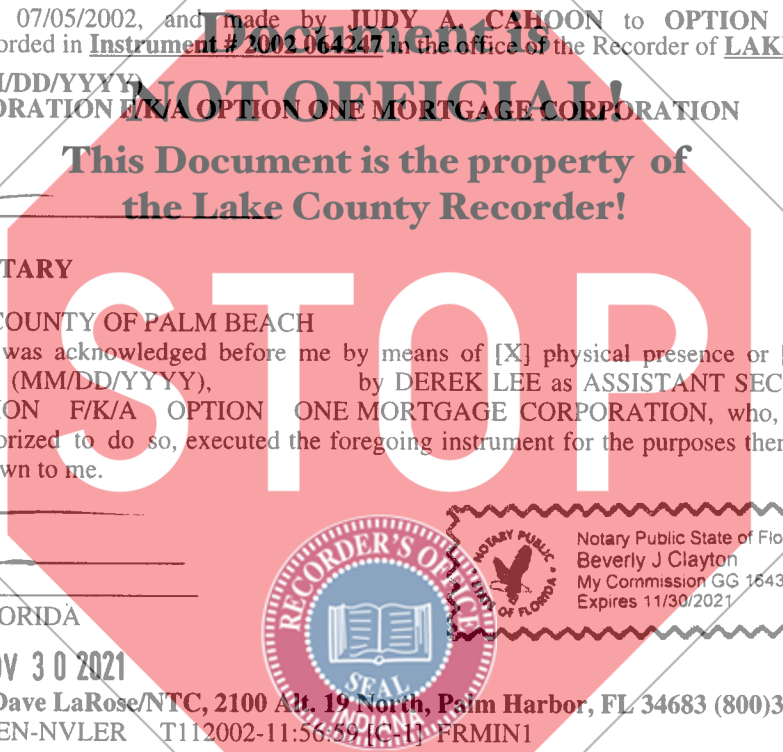 07/05/2002, and made by JUDY A. CAHOON to OPTION
orded in Instrument # 2002 064247 in the office of the Recorder of LAK
Document is
M/DD/YYYY)
ORATION F/K/A OPTION ONE MORTGAGE CORPORATION
NOT OFFICIAL!
This Document is the property of
the Lake County Recorder!
TARY
COUNTY OF PALM BEACH
STOP
was acknowledged before me by means of [X] physical presence or [
(MM/DD/YYYY), by DEREK LEE as ASSISTANT SEC
ION F/K/A OPTION ONE MORTGAGE CORPORATION, who,
orized to do so, executed the foregoing instrument for the purposes ther
wn to me.
NOTARY PUBLIC
STATE OF FLORIDA
Notary Public State of Flo
Beverly J Clayton
My Commission GG 1643
Expires 11/30/2021
RECORDER'S OFFICE
SEAL
INDIANA
ORIDA
OV 30 2021
Dave LaRose/NTC, 2100 Alt. 19 North, Palm Harbor, FL 34683 (800)3
EN-NVLER T112002-11:56:59 [C-1] FRMIN1